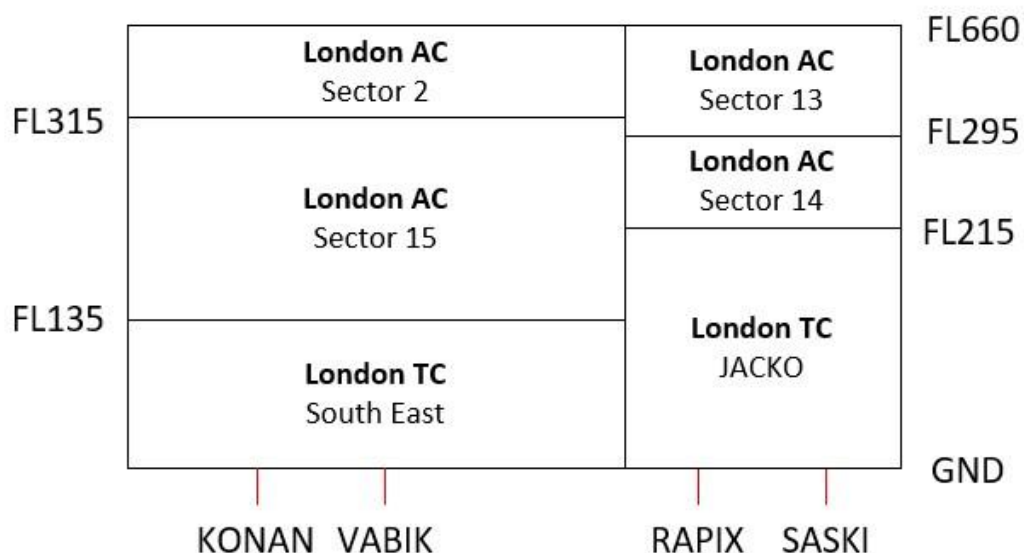 FL660
London AC
Sector 2
London AC
Sector 13
FL315
FL295
London AC
Sector 14
London AC
Sector 15
FL215
FL135
London TC
JACKO
London TC
South East
GND
KONAN VABIK RAPIX SASKI